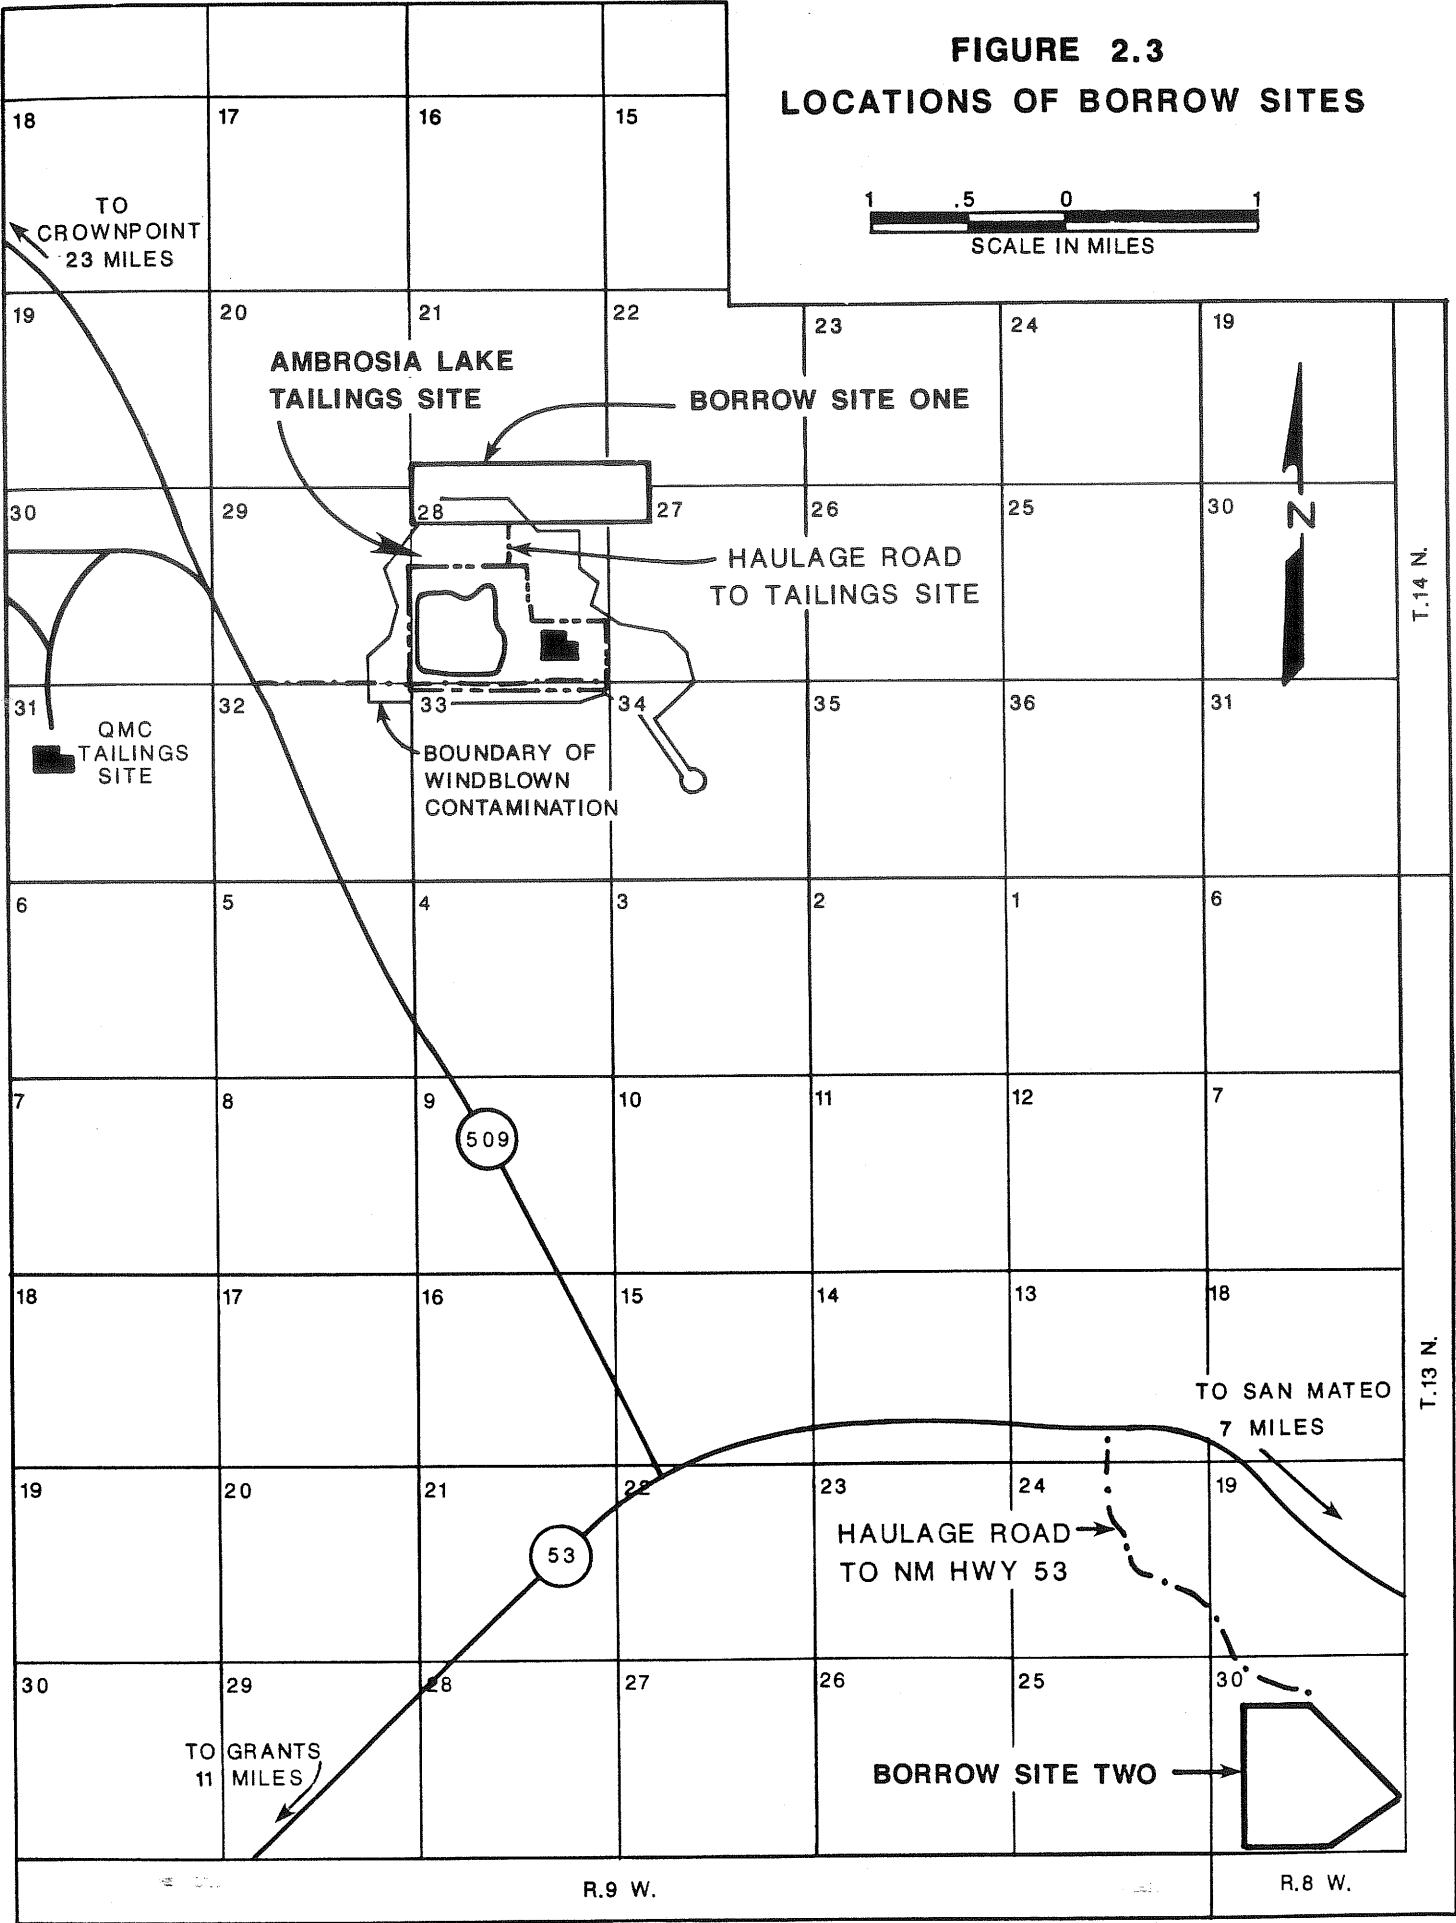 FIGURE 2.3
LOCATIONS OF BORROW SITES
1 .5 0 1
SCALE IN MILES
18 17 16 15
TO
CROWNPOINT
23 MILES
19 20 21 22 23 24 19
AMBROSIA LAKE
TAILINGS SITE
BORROW SITE ONE
N
30 29 28 27 26 25 30
HAULAGE ROAD
TO TAILINGS SITE
T.14 N.
31 32 33 34 35 36 31
QMC
TAILINGS
SITE
BOUNDARY OF
WINDBLOWN
CONTAMINATION
6 5 4 3 2 1 6
7 8 9 10 11 12 7
509
18 17 16 15 14 13 18
T.13 N.
TO SAN MATEO
7 MILES
19 20 21 22 23 24 19
HAULAGE ROAD
TO NM HWY 53
53
30 29 28 27 26 25 30
TO GRANTS
11 MILES
BORROW SITE TWO
R.9 W.
R.8 W.